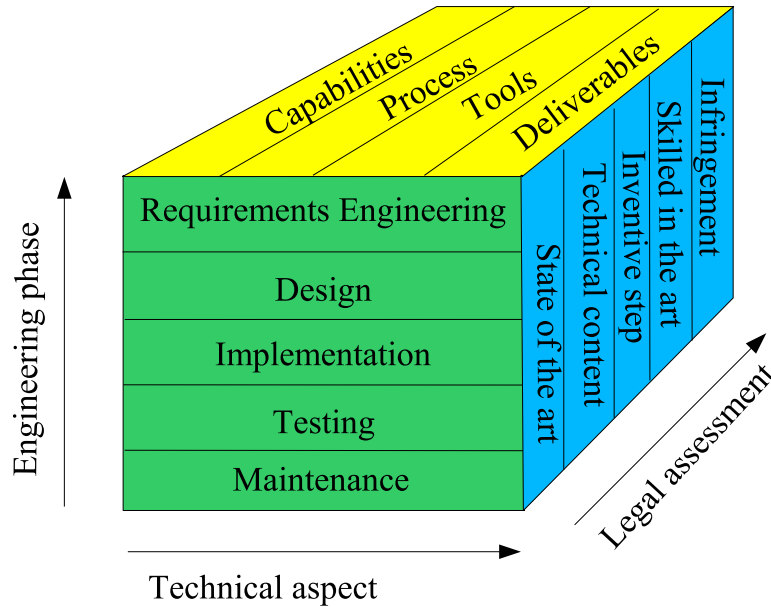 Capabilities
Process
Tools
Deliverables
Requirements Engineering
Design
Implementation
Testing
Maintenance
State of the art
Technical content
Inventive step
Skilled in the art
Infringement
Engineering phase
Technical aspect
Legal assessment